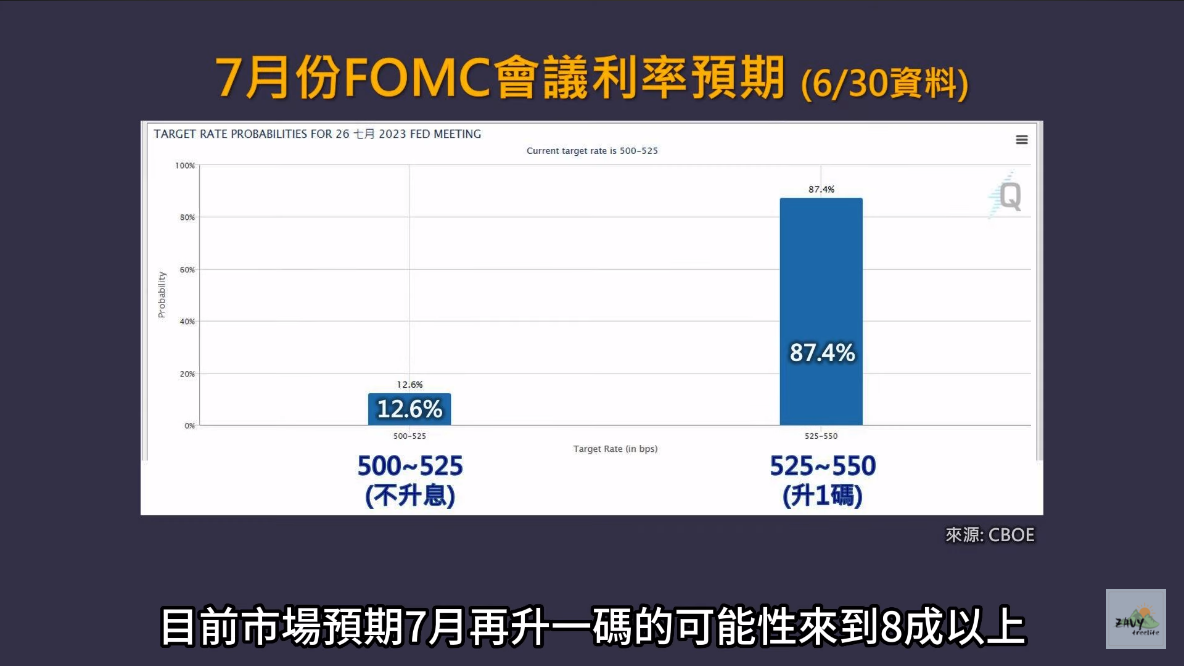 7月份FOMC會議利率預期 (6/30資料)
TARGET RATE PROBABILITIES FOR 26 七月 2023 FED MEETING
Current target rate is 500-525
100%
80%
60%
40%
20%
0%
Probability
12.6%
12.6%
87.4%
87.4%
Q
500-525
525-550
Target Rate (in bps)
500~525
(不升息)
525~550
(升1碼)
來源: CBOE
目前市場預期7月再升一碼的可能性來到8成以上
ZAVY
freelife